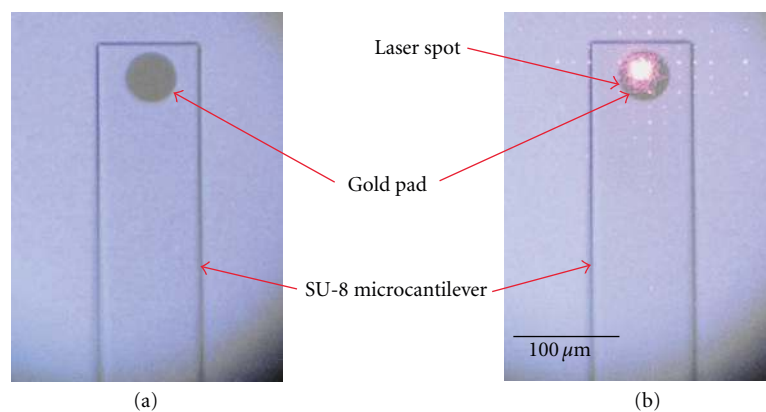 Laser spot
Gold pad
SU-8 microcantilever
100 μm
(a)
(b)